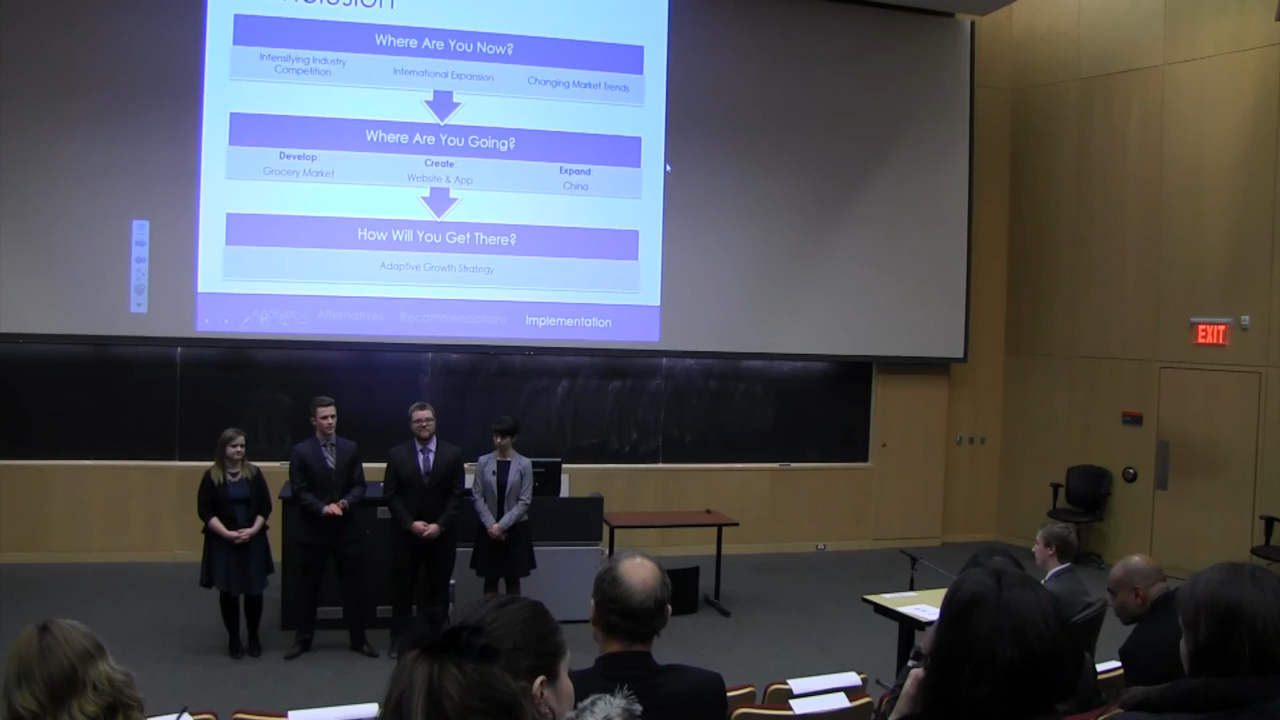 Where Are You Now?
Intensifying Industry
Competition
International Expansion
Changing Market Trends
Where Are You Going?
Develop:
Grocery Market
Create:
Website & App
Expand:
China
How Will You Get There?
Adaptive Growth Strategy
Analysis Alternatives Recommendations Implementation
EXIT